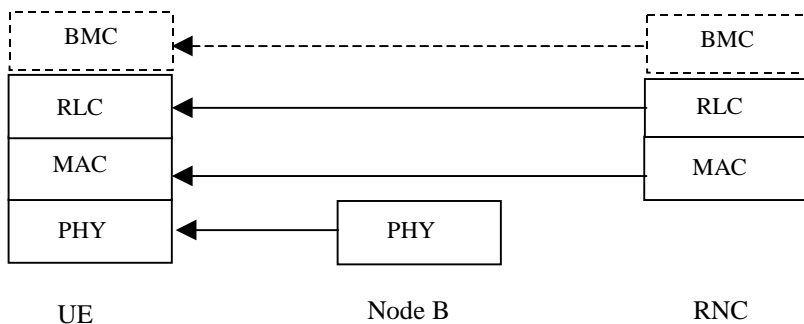 BMC BMC
RLC RLC
MAC MAC
PHY PHY
UE Node B RNC